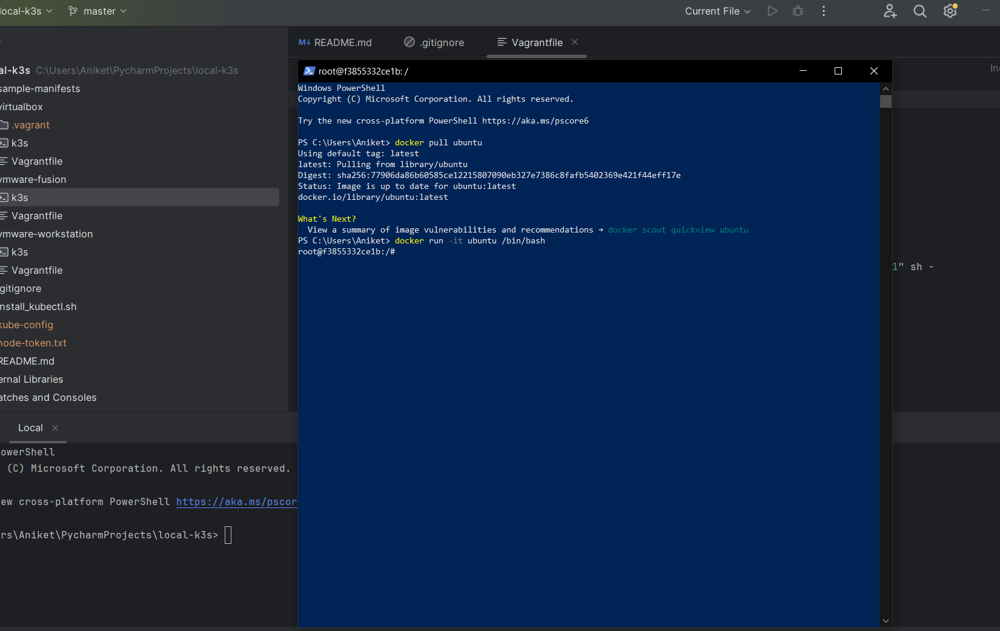 local-k3s
master
Current File
al-k3s C:\Users\Aniket\PycharmProjects\local-k3s
sample-manifests
virtualbox
.vagrant
k3s
Vagrantfile
vmware-fusion
k3s
Vagrantfile
vmware-workstation
k3s
Vagrantfile
gitignore
nstall_kubectl.sh
kube-config
node-token.txt
README.md
ernal Libraries
atches and Consoles
M↓ README.md
.gitignore
Vagrantfile
In
1" sh -
root@f3855332ce1b: /
Windows PowerShell
Copyright (C) Microsoft Corporation. All rights reserved.
Try the new cross-platform PowerShell https://aka.ms/pscore6
PS C:\Users\Aniket> docker pull ubuntu
Using default tag: latest
latest: Pulling from library/ubuntu
Digest: sha256:77906da86b60585ce12215807090eb327e7386c8fafb5402369e421f44eff17e
Status: Image is up to date for ubuntu:latest
docker.io/library/ubuntu:latest
What's Next?
View a summary of image vulnerabilities and recommendations → docker scout quickview ubuntu
PS C:\Users\Aniket> docker run -it ubuntu /bin/bash
root@f3855332ce1b:/#
Local
owerShell
(C) Microsoft Corporation. All rights reserved.
ew cross-platform PowerShell https://aka.ms/pscor
rs\Aniket\PycharmProjects\local-k3s>